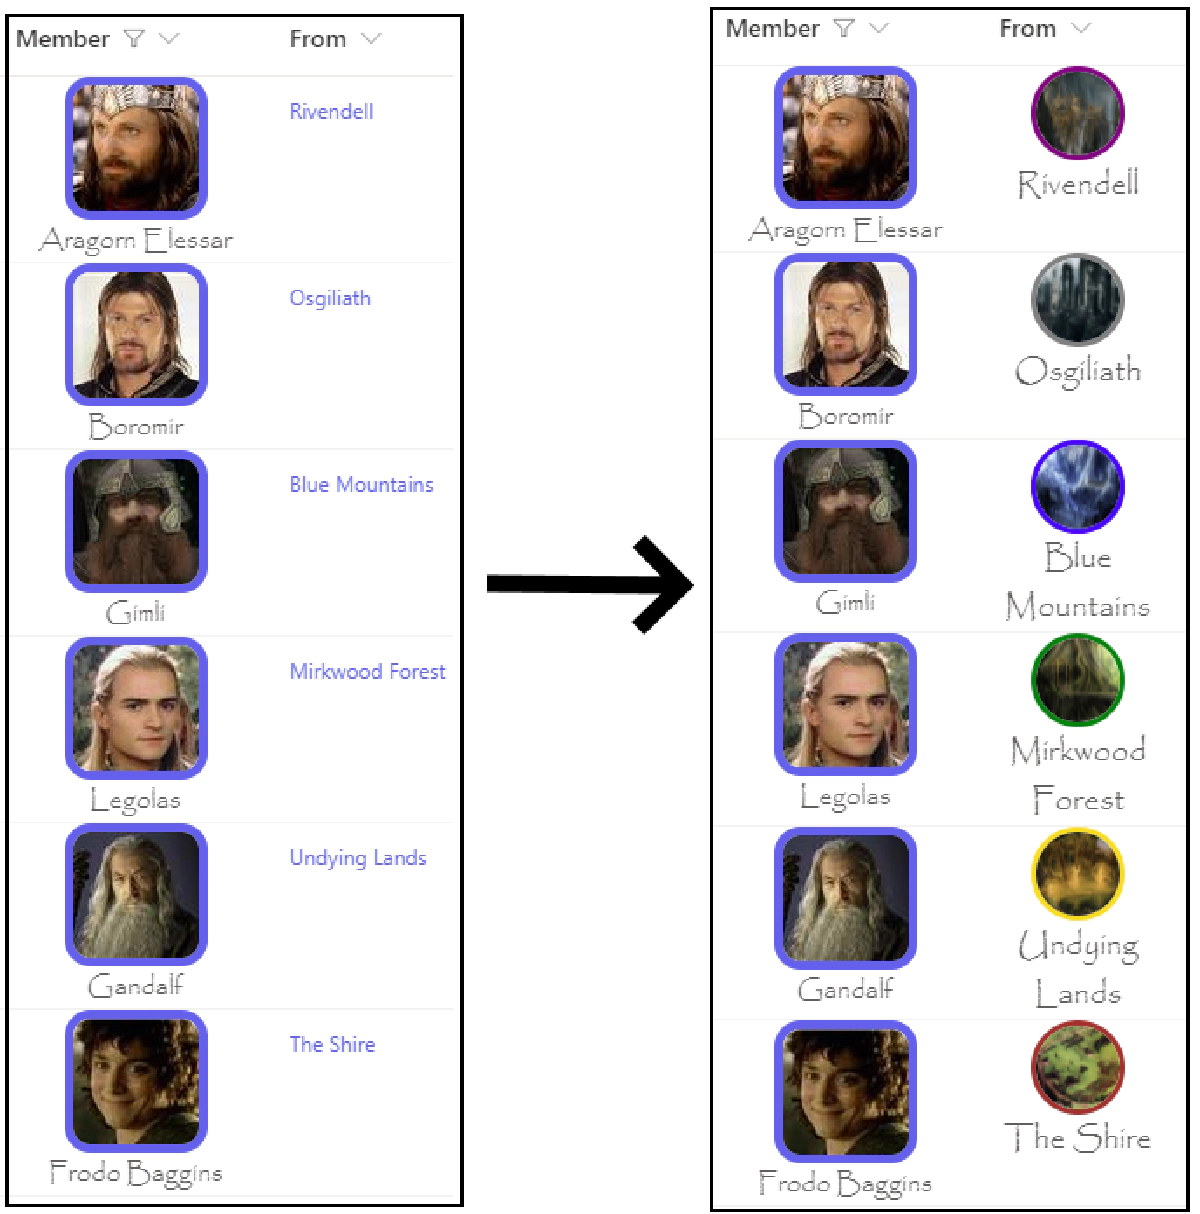 Member From
Rivendell
Aragorn Elessar
Osgiliath
Boromir
Blue Mountains
Gimli
Mirkwood Forest
Legolas
Undying Lands
Gandalf
The Shire
Frodo Baggins
Member From
Rivendell
Aragorn Elessar
Osgiliath
Boromir
Blue
Mountains
Gimli
Mirkwood
Forest
Legolas
Undying
Lands
Gandalf
The Shire
Frodo Baggins